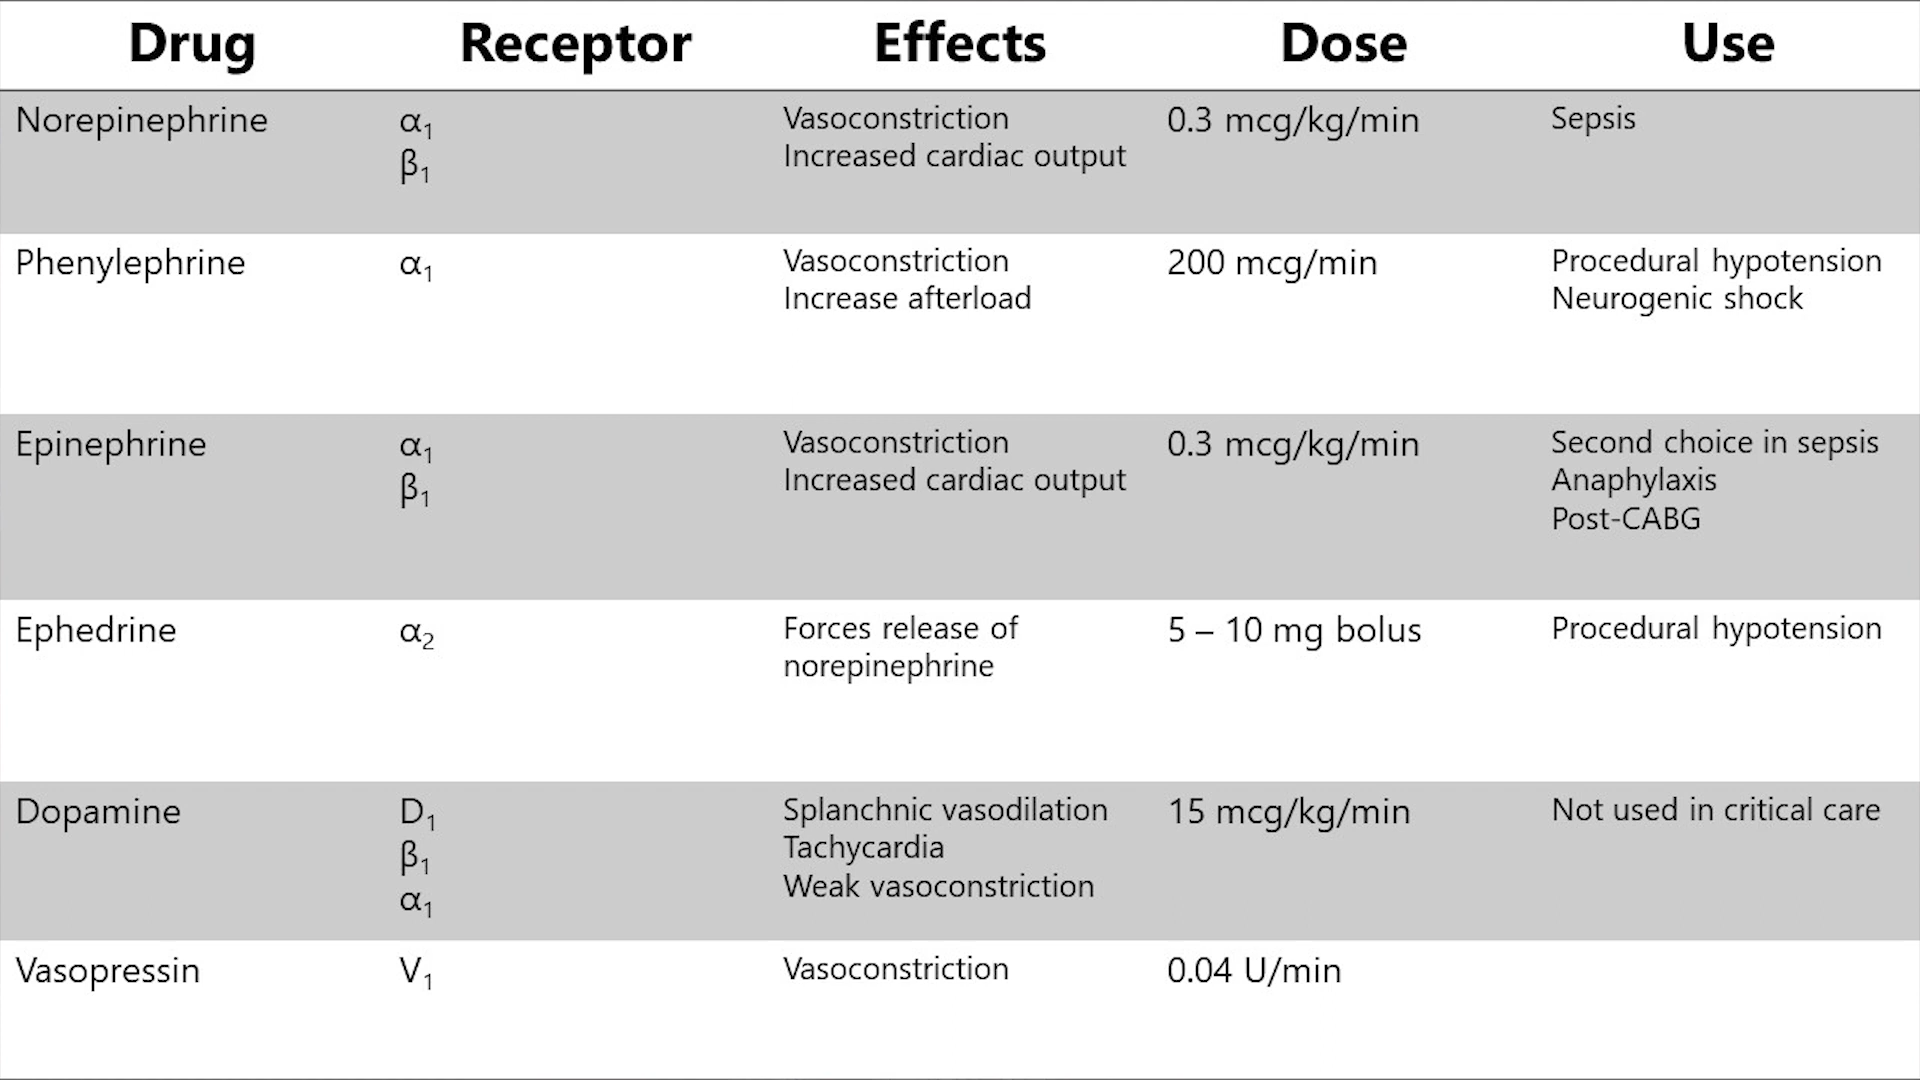 Drug Receptor Effects Dose Use
Norepinephrine α₁ Vasoconstriction 0.3 mcg/kg/min Sepsis
β₁ Increased cardiac output
Phenylephrine α₁ Vasoconstriction 200 mcg/min Procedural hypotension
Increase afterload Neurogenic shock
Epinephrine α₁ Vasoconstriction 0.3 mcg/kg/min Second choice in sepsis
β₁ Increased cardiac output Anaphylaxis
Post-CABG
Ephedrine α₂ Forces release of 5 – 10 mg bolus Procedural hypotension
norepinephrine
Dopamine D₁ Splanchnic vasodilation 15 mcg/kg/min Not used in critical care
β₁ Tachycardia
α₁ Weak vasoconstriction
Vasopressin V₁ Vasoconstriction 0.04 U/min